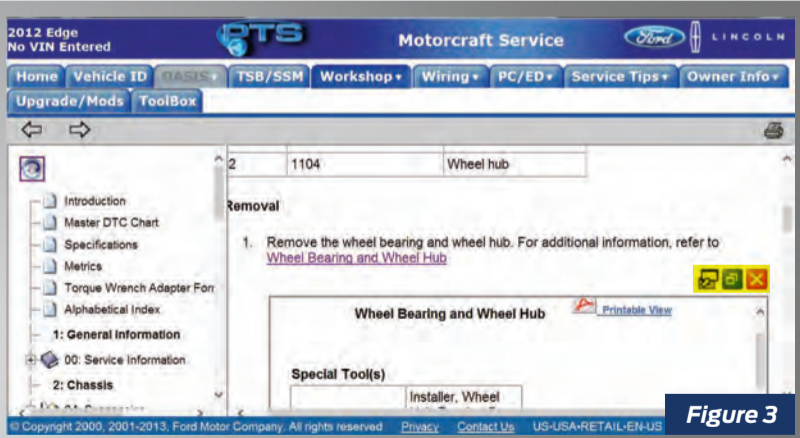 2012 Edge
No VIN Entered
PTS
Motorcraft Service
Ford
LINCOLN
Home
Vehicle ID
OASIS
TSB/SSM
Workshop
Wiring
PC/ED
Service Tips
Owner Info
Upgrade/Mods
ToolBox
Introduction
Master DTC Chart
Specifications
Metrics
Torque Wrench Adapter Forr
Alphabetical Index
1: General Information
00: Service Information
2: Chassis
2 1104 Wheel hub
Removal
1. Remove the wheel bearing and wheel hub. For additional information, refer to
Wheel Bearing and Wheel Hub
Wheel Bearing and Wheel Hub
Printable View
Special Tool(s)
Installer, Wheel
© Copyright 2000, 2001-2013, Ford Motor Company. All rights reserved Privacy Contact Us US-USA-RETAIL-EN-US
Figure 3